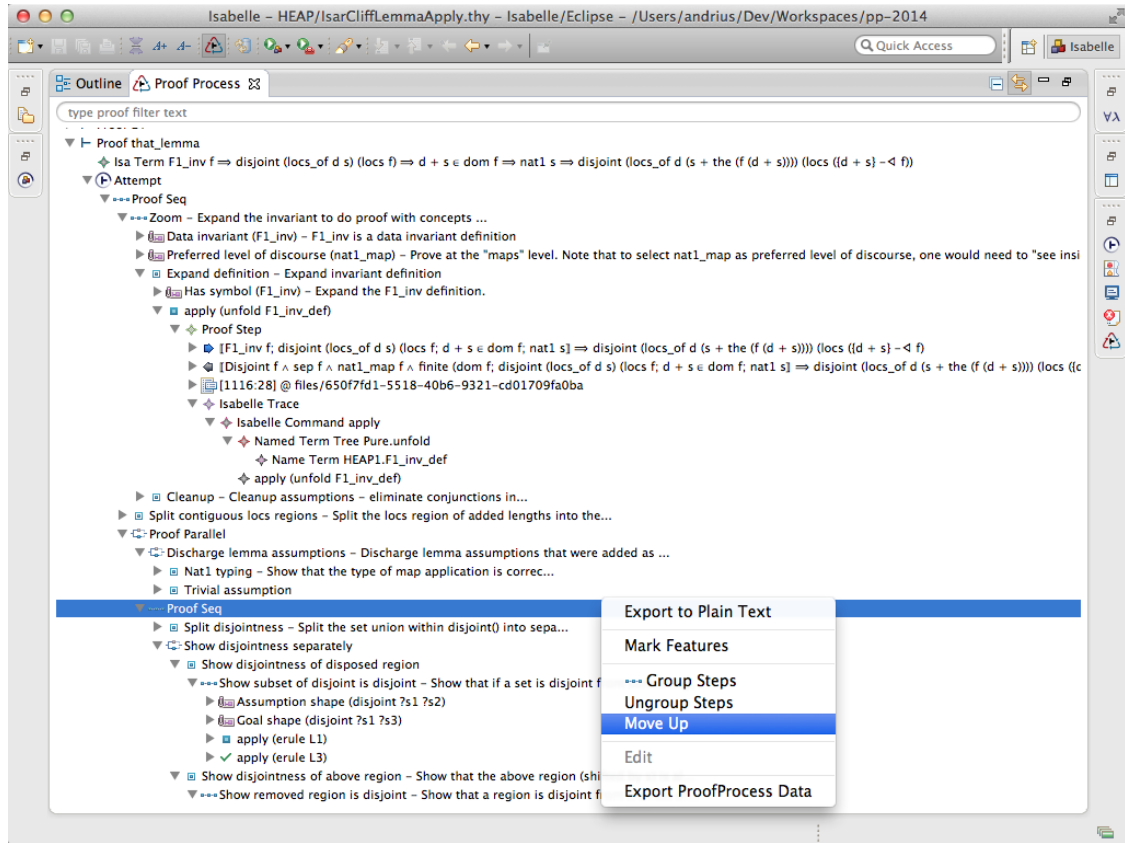 Isabelle – HEAP/IsarCliffLemmaApply.thy – Isabelle/Eclipse – /Users/andrius/Dev/Workspaces/pp-2014
A+ A- Quick Access Isabelle
Outline Proof Process
type proof filter text
∀λ
Proof that_lemma
Isa Term F1_inv f ⟹ disjoint (locs_of d s) (locs f) ⟹ d + s ∈ dom f ⟹ nat1 s ⟹ disjoint (locs_of d (s + the (f (d + s)))) (locs ({d + s} -⩤ f))
Attempt
Proof Seq
Zoom – Expand the invariant to do proof with concepts ...
Data invariant (F1_inv) – F1_inv is a data invariant definition
Preferred level of discourse (nat1_map) – Prove at the "maps" level. Note that to select nat1_map as preferred level of discourse, one would need to "see insi
Expand definition – Expand invariant definition
Has symbol (F1_inv) – Expand the F1_inv definition.
apply (unfold F1_inv_def)
Proof Step
⟦F1_inv f; disjoint (locs_of d s) (locs f; d + s ∈ dom f; nat1 s⟧ ⟹ disjoint (locs_of d (s + the (f (d + s)))) (locs ({d + s} -⩤ f)
⟦Disjoint f ∧ sep f ∧ nat1_map f ∧ finite (dom f; disjoint (locs_of d s) (locs f; d + s ∈ dom f; nat1 s⟧ ⟹ disjoint (locs_of d (s + the (f (d + s)))) (locs ({c
[1116:28] @ files/650f7fd1-5518-40b6-9321-cd01709fa0ba
Isabelle Trace
Isabelle Command apply
Named Term Tree Pure.unfold
Name Term HEAP1.F1_inv_def
apply (unfold F1_inv_def)
Cleanup – Cleanup assumptions – eliminate conjunctions in...
Split contiguous locs regions – Split the locs region of added lengths into the...
Proof Parallel
Discharge lemma assumptions – Discharge lemma assumptions that were added as ...
Nat1 typing – Show that the type of map application is correc...
Trivial assumption
Proof Seq
Split disjointness – Split the set union within disjoint() into sepa...
Show disjointness separately
Show disjointness of disposed region
Show subset of disjoint is disjoint – Show that if a set is disjoint f
Assumption shape (disjoint ?s1 ?s2)
Goal shape (disjoint ?s1 ?s3)
apply (erule L1)
apply (erule L3)
Show disjointness of above region – Show that the above region (shi
Show removed region is disjoint – Show that a region is disjoint f
Export to Plain Text
Mark Features
Group Steps
Ungroup Steps
Move Up
Edit
Export ProofProcess Data